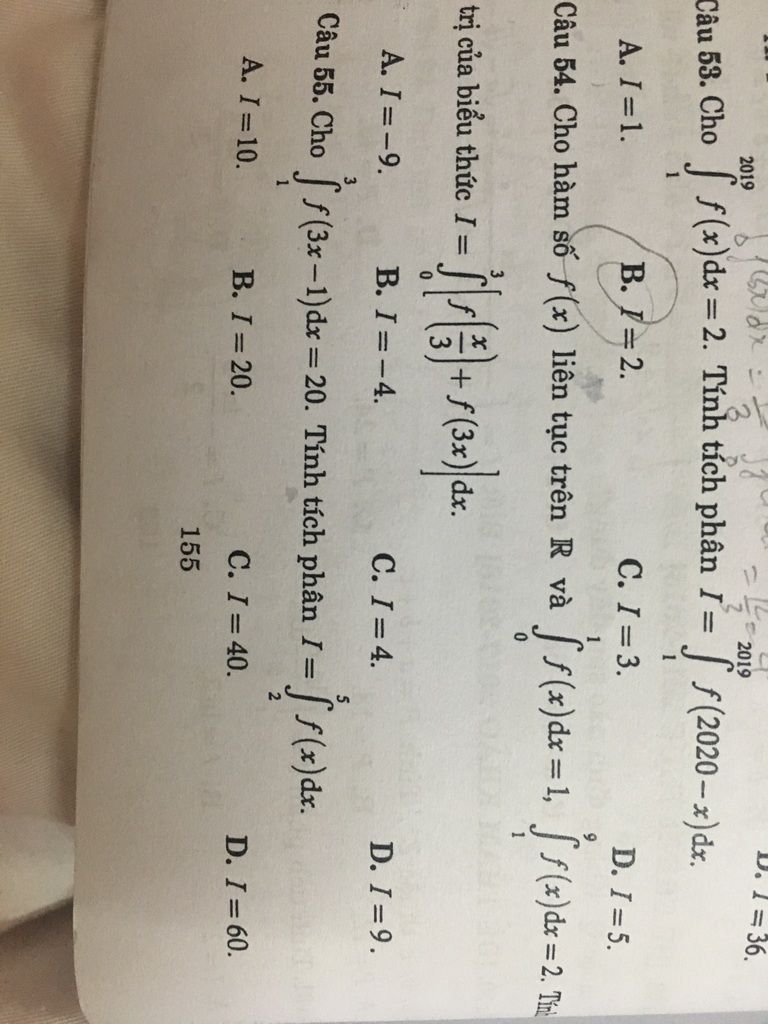 D. I = 36.
Câu 53. Cho ∫₁²⁰¹⁹ f(x)dx = 2. Tính tích phân I = ∫₁²⁰¹⁹ f(2020 − x)dx.
A. I = 1. B. I = 2. C. I = 3. D. I = 5.
Câu 54. Cho hàm số f(x) liên tục trên ℝ và ∫₀¹ f(x)dx = 1, ∫₁⁹ f(x)dx = 2. Tính
trị của biểu thức I = ∫₀³ [f(x/3) + f(3x)]dx.
A. I = −9. B. I = −4. C. I = 4. D. I = 9.
Câu 55. Cho ∫₁³ f(3x − 1)dx = 20. Tính tích phân I = ∫₂⁵ f(x)dx.
A. I = 10. B. I = 20. C. I = 40. D. I = 60.
155